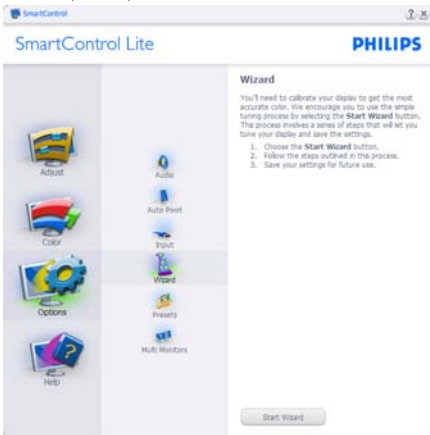 SmartControl
SmartControl Lite
PHILIPS
Adjust
Color
Options
Help
Audio
Auto Pivot
Input
Wizard
Presets
Multi Monitors
Wizard
You'll need to calibrate your display to get the most
accurate color. We encourage you to use the simple
tuning process by selecting the Start Wizard button.
This process involves a series of steps that will let you
tune your display and save the settings.
1. Choose the Start Wizard button.
2. Follow the steps outlined in this process.
3. Save your settings for future use.
Start Wizard